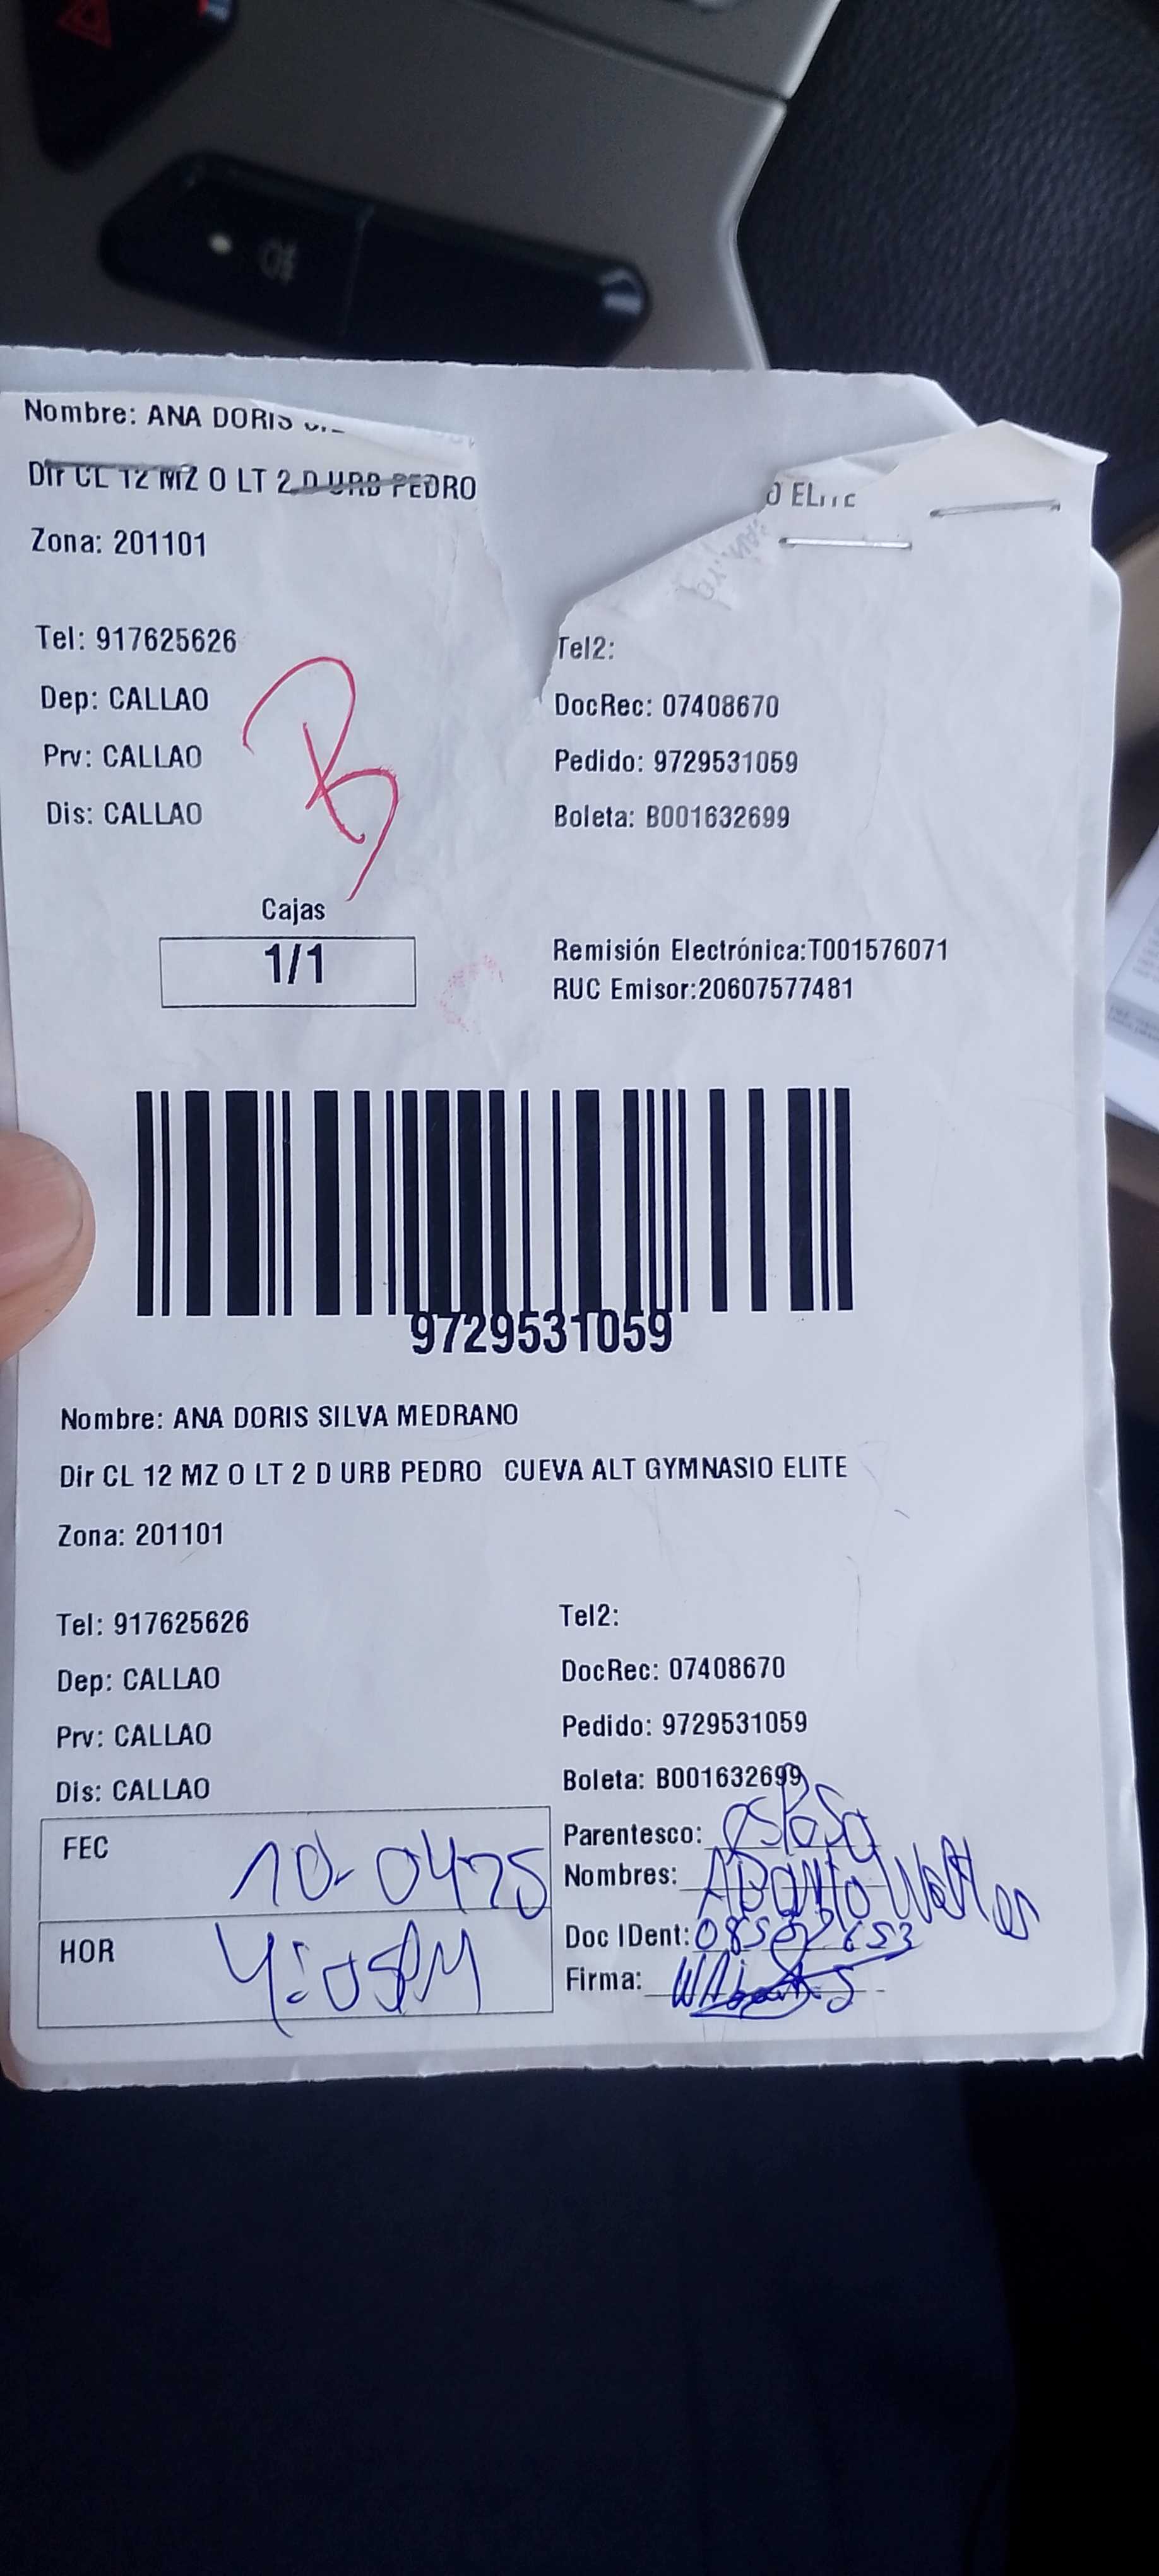 Nombre: ANA DORIS
Dir CL 12 MZ O LT 2 D URB PEDRO
O ELITE
Zona: 201101
Tel: 917625626
Tel2:
Dep: CALLAO
DocRec: 07408670
Prv: CALLAO
Pedido: 9729531059
Dis: CALLAO
Boleta: B001632699
B
Cajas
1/1
Remisión Electrónica:T001576071
RUC Emisor:20607577481
9729531059
Nombre: ANA DORIS SILVA MEDRANO
Dir CL 12 MZ O LT 2 D URB PEDRO CUEVA ALT GYMNASIO ELITE
Zona: 201101
Tel: 917625626
Tel2:
Dep: CALLAO
DocRec: 07408670
Prv: CALLAO
Pedido: 9729531059
Dis: CALLAO
Boleta: B001632699
FEC 10-04-25
Parentesco: esposo
Nombres: Abanto Walter
HOR 4:05PM
Doc IDent:
Firma: